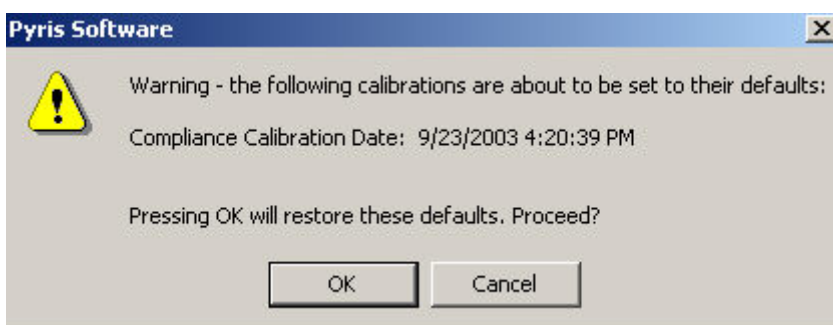 Pyris Software
Warning - the following calibrations are about to be set to their defaults:
Compliance Calibration Date: 9/23/2003 4:20:39 PM
Pressing OK will restore these defaults. Proceed?
OK
Cancel